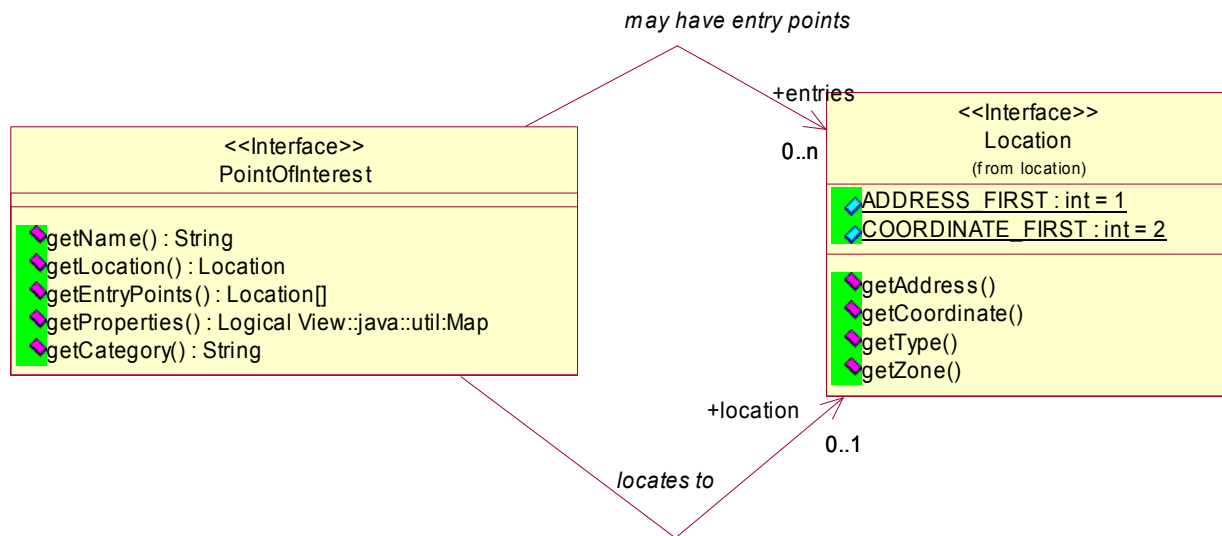 may have entry points
+entries
0..n
<<Interface>>
PointOfInterest
getName() : String
getLocation() : Location
getEntryPoints() : Location[]
getProperties() : Logical View::java::util:Map
getCategory() : String
<<Interface>>
Location
(from location)
ADDRESS_FIRST : int = 1
COORDINATE_FIRST : int = 2
getAddress()
getCoordinate()
getType()
getZone()
+location
0..1
locates to